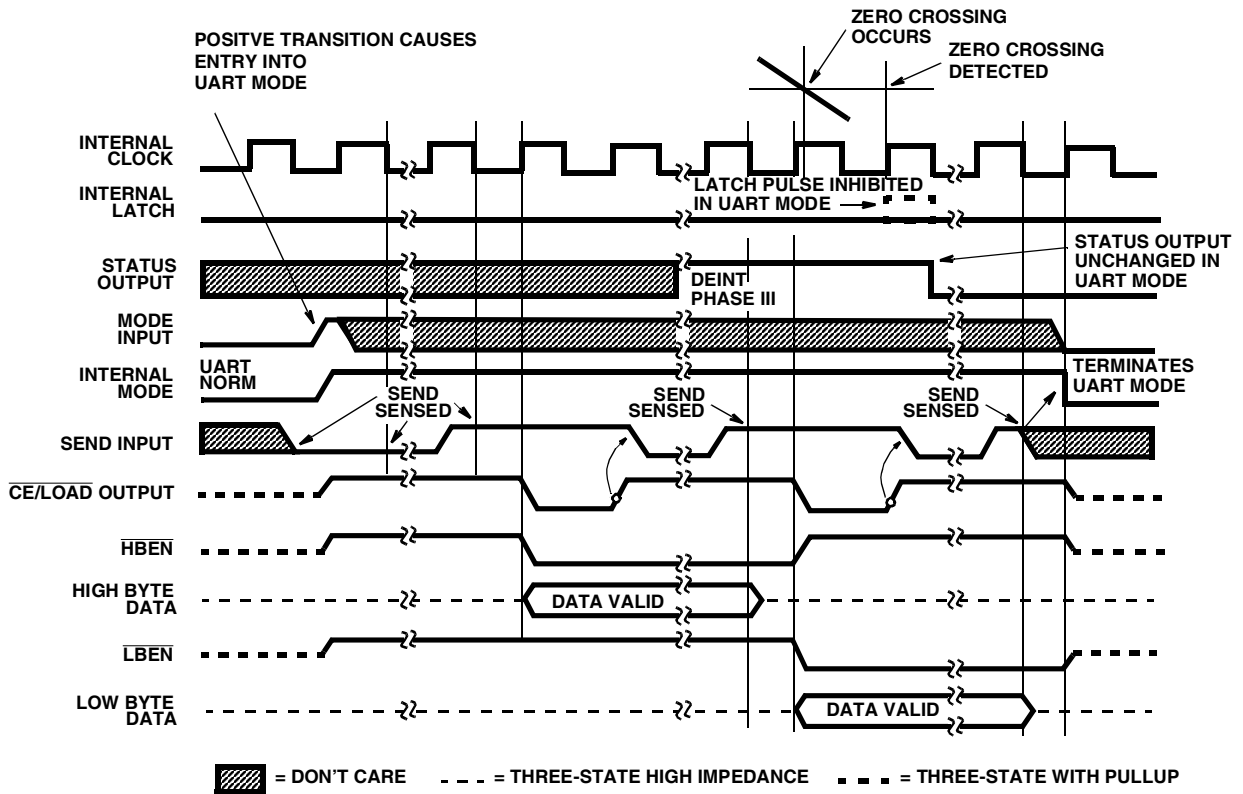 ZERO CROSSING
OCCURS
POSITVE TRANSITION CAUSES
ENTRY INTO
UART MODE
ZERO CROSSING
DETECTED
INTERNAL
CLOCK
INTERNAL
LATCH
LATCH PULSE INHIBITED
IN UART MODE
STATUS
OUTPUT
DEINT
PHASE III
STATUS OUTPUT
UNCHANGED IN
UART MODE
MODE
INPUT
INTERNAL
MODE
UART
NORM
TERMINATES
UART MODE
SEND
SENSED
SEND
SENSED
SEND
SENSED
SEND INPUT
CE/LOAD OUTPUT
HBEN
HIGH BYTE
DATA
DATA VALID
LBEN
LOW BYTE
DATA
DATA VALID
= DON'T CARE
= THREE-STATE HIGH IMPEDANCE
= THREE-STATE WITH PULLUP